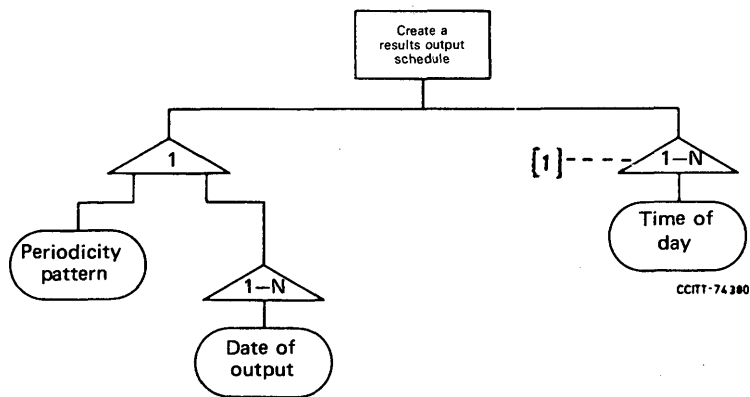 Create a
results output
schedule
1
[1]
1–N
Periodicity
pattern
Time of
day
1–N
CCITT-74380
Date of
output